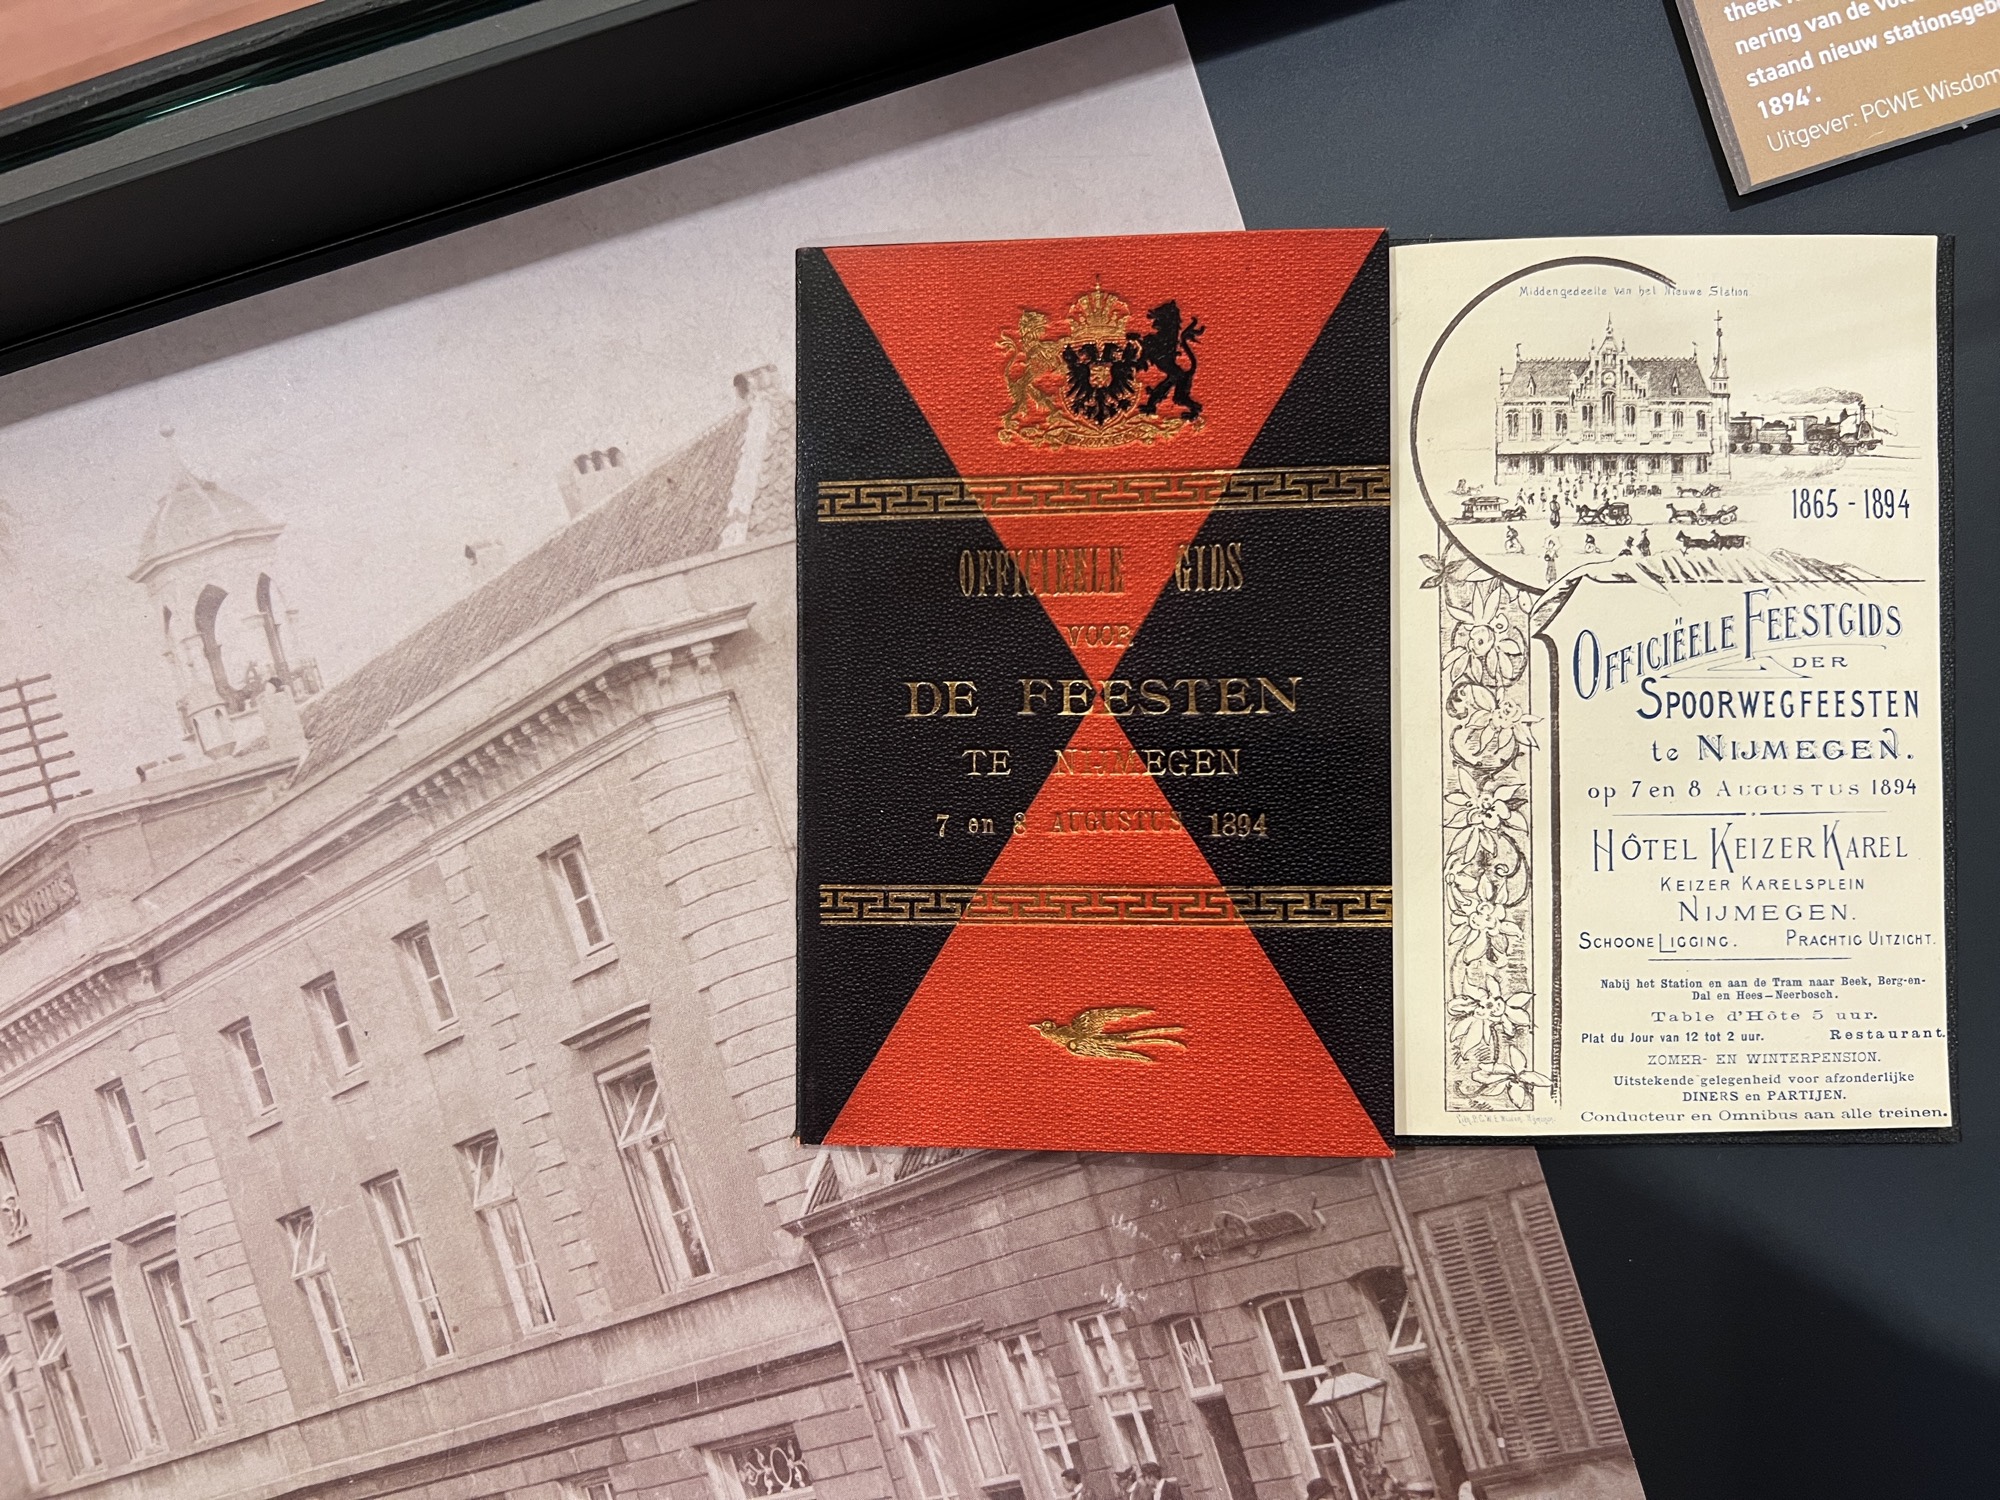 theek
nering van de
staand nieuw stationsgeb
1894'.
Uitgever: PCWE Wisdom
OFFICIEELE GIDS
VOOR
DE FEESTEN
TE NIJMEGEN
7 en 8 AUGUSTUS 1894
Middengedeelte van het Nieuwe Station.
1865 - 1894
OFFICIËELE FEESTGIDS
DER
SPOORWEGFEESTEN
te NIJMEGEN.
op 7 en 8 AUGUSTUS 1894
HÔTEL KEIZER KAREL
KEIZER KARELSPLEIN
NIJMEGEN.
SCHOONE LIGGING. PRACHTIG UITZICHT.
Nabij het Station en aan de Tram naar Beek, Berg-en-
Dal en Hees—Neerbosch.
Table d'Hôte 5 uur.
Plat du Jour van 12 tot 2 uur. Restaurant.
ZOMER- EN WINTERPENSION.
Uitstekende gelegenheid voor afzonderlijke
DINERS en PARTIJEN.
Conducteur en Omnibus aan alle treinen.
STAL